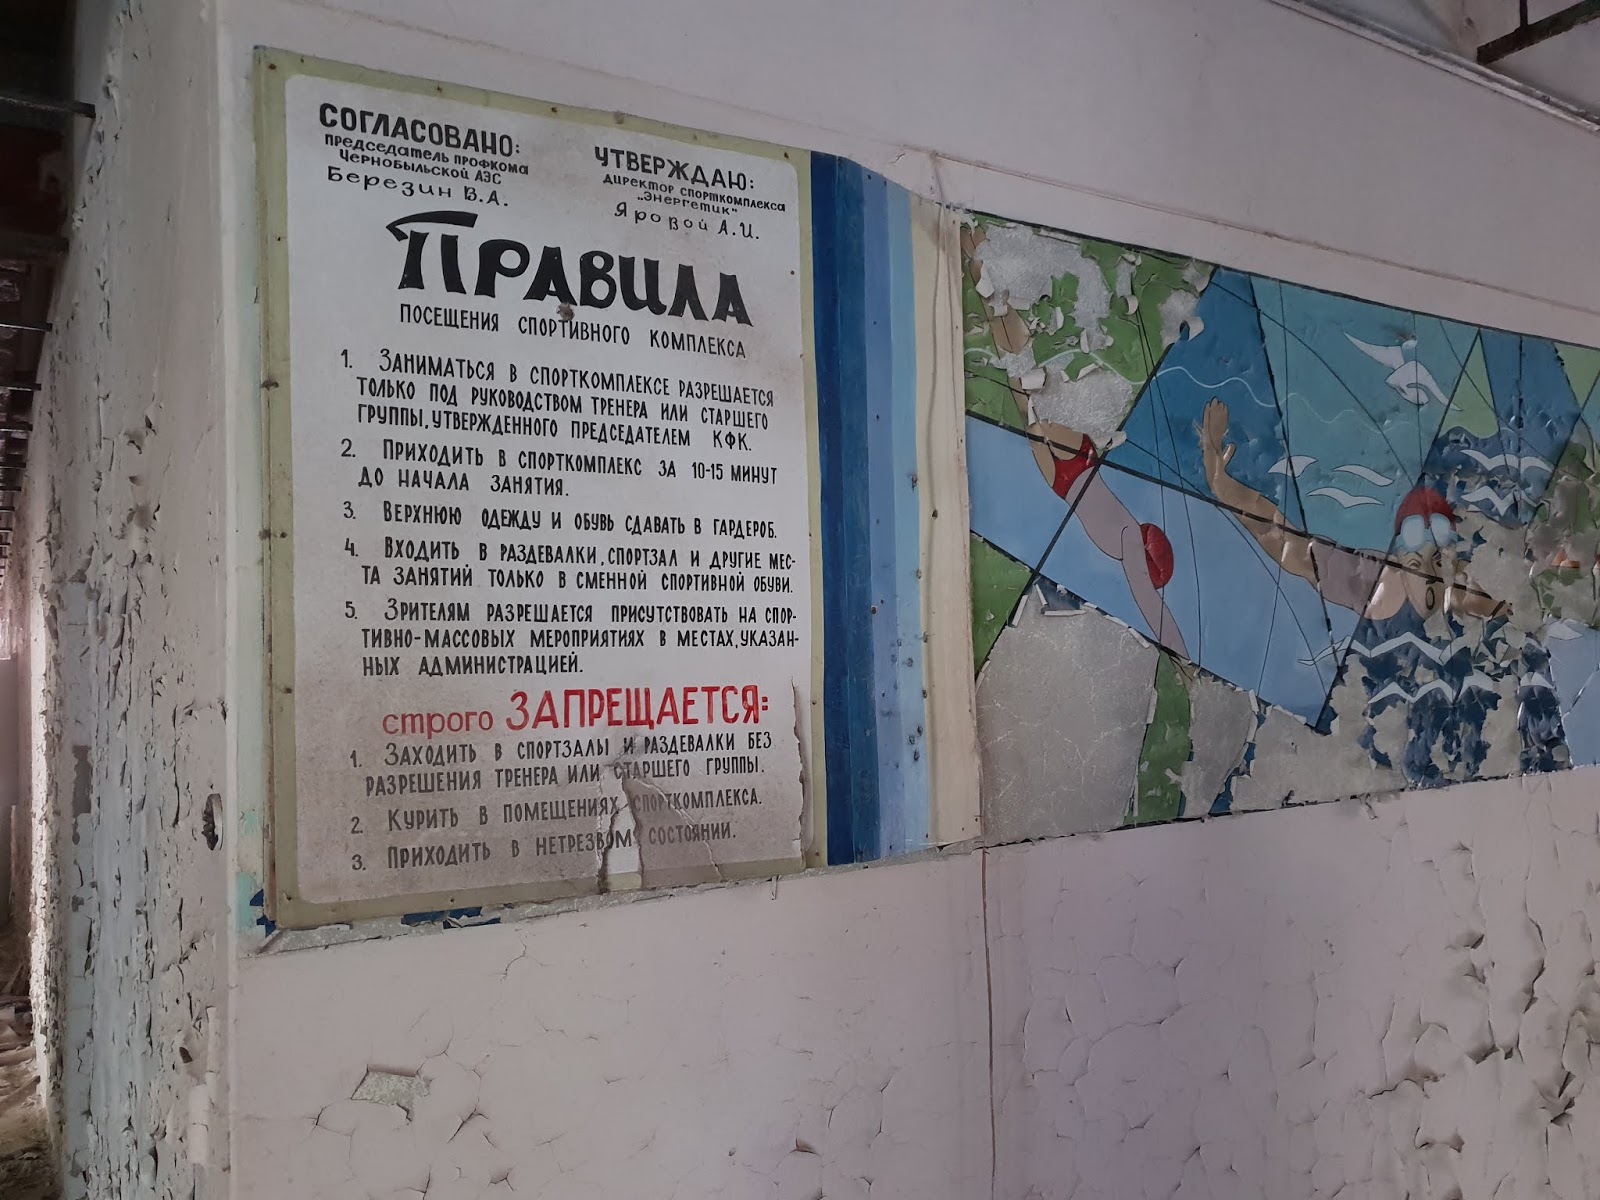 СОГЛАСОВАНО:
председатель профкома
Чернобыльской АЭС
Березин В.А.
УТВЕРЖДАЮ:
директор спорткомплекса
„Энергетик“
Яровой А.И.
ПРАВИЛА
ПОСЕЩЕНИЯ СПОРТИВНОГО КОМПЛЕКСА
1. ЗАНИМАТЬСЯ В СПОРТКОМПЛЕКСЕ РАЗРЕШАЕТСЯ
ТОЛЬКО ПОД РУКОВОДСТВОМ ТРЕНЕРА ИЛИ СТАРШЕГО
ГРУППЫ, УТВЕРЖДЕННОГО ПРЕДСЕДАТЕЛЕМ КФК.
2. ПРИХОДИТЬ В СПОРТКОМПЛЕКС ЗА 10-15 МИНУТ
ДО НАЧАЛА ЗАНЯТИЯ.
3. ВЕРХНЮЮ ОДЕЖДУ И ОБУВЬ СДАВАТЬ В ГАРДЕРОБ.
4. ВХОДИТЬ В РАЗДЕВАЛКИ, СПОРТЗАЛ И ДРУГИЕ МЕС-
ТА ЗАНЯТИЙ ТОЛЬКО В СМЕННОЙ СПОРТИВНОЙ ОБУВИ.
5. ЗРИТЕЛЯМ РАЗРЕШАЕТСЯ ПРИСУТСТВОВАТЬ НА СПОР-
ТИВНО-МАССОВЫХ МЕРОПРИЯТИЯХ В МЕСТАХ, УКАЗАН-
НЫХ АДМИНИСТРАЦИЕЙ.
строго ЗАПРЕЩАЕТСЯ:
1. ЗАХОДИТЬ В СПОРТЗАЛЫ И РАЗДЕВАЛКИ БЕЗ
РАЗРЕШЕНИЯ ТРЕНЕРА ИЛИ СТАРШЕГО ГРУППЫ.
2. КУРИТЬ В ПОМЕЩЕНИЯХ СПОРТКОМПЛЕКСА.
3. ПРИХОДИТЬ В НЕТРЕЗВОМ СОСТОЯНИИ.